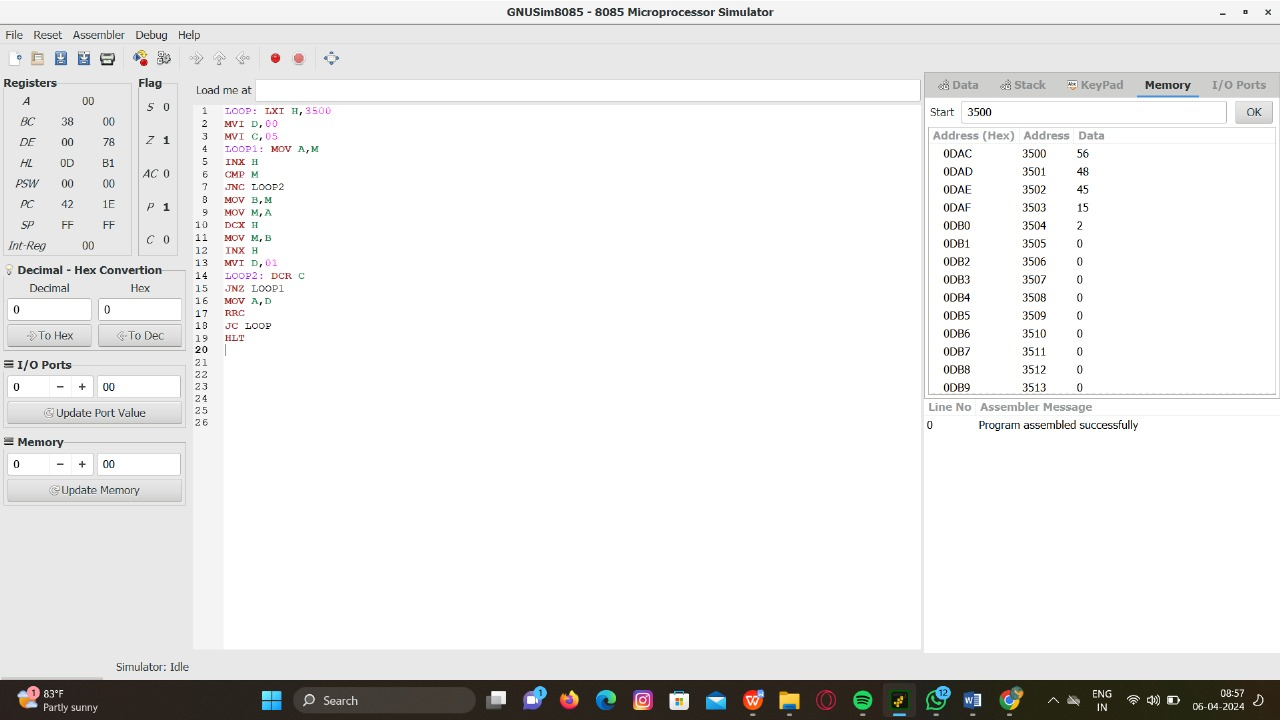 GNUSim8085 - 8085 Microprocessor Simulator
File Reset Assembler Debug Help
Registers
A 00
BC 38 00
DE 00 78
HL 0D B1
PSW 00 00
PC 42 1E
SP FF FF
Int-Reg 00
Flag
S 0
Z 1
AC 0
P 1
C 0
Decimal - Hex Convertion
Decimal Hex
0 0
To Hex To Dec
I/O Ports
0 − + 00
Update Port Value
Memory
0 − + 00
Update Memory
Load me at
1 LOOP: LXI H,3500
2 MVI D,00
3 MVI C,05
4 LOOP1: MOV A,M
5 INX H
6 CMP M
7 JNC LOOP2
8 MOV B,M
9 MOV M,A
10 DCX H
11 MOV M,B
12 INX H
13 MVI D,01
14 LOOP2: DCR C
15 JNZ LOOP1
16 MOV A,D
17 RRC
18 JC LOOP
19 HLT
20
21
22
23
24
25
26
Data Stack KeyPad Memory I/O Ports
Start 3500 OK
Address (Hex) Address Data
0DAC 3500 56
0DAD 3501 48
0DAE 3502 45
0DAF 3503 15
0DB0 3504 2
0DB1 3505 0
0DB2 3506 0
0DB3 3507 0
0DB4 3508 0
0DB5 3509 0
0DB6 3510 0
0DB7 3511 0
0DB8 3512 0
0DB9 3513 0
Line No Assembler Message
0 Program assembled successfully
Simulator: Idle
1
83°F
Partly sunny
Search
1
12
ENG
IN
08:57
06-04-2024